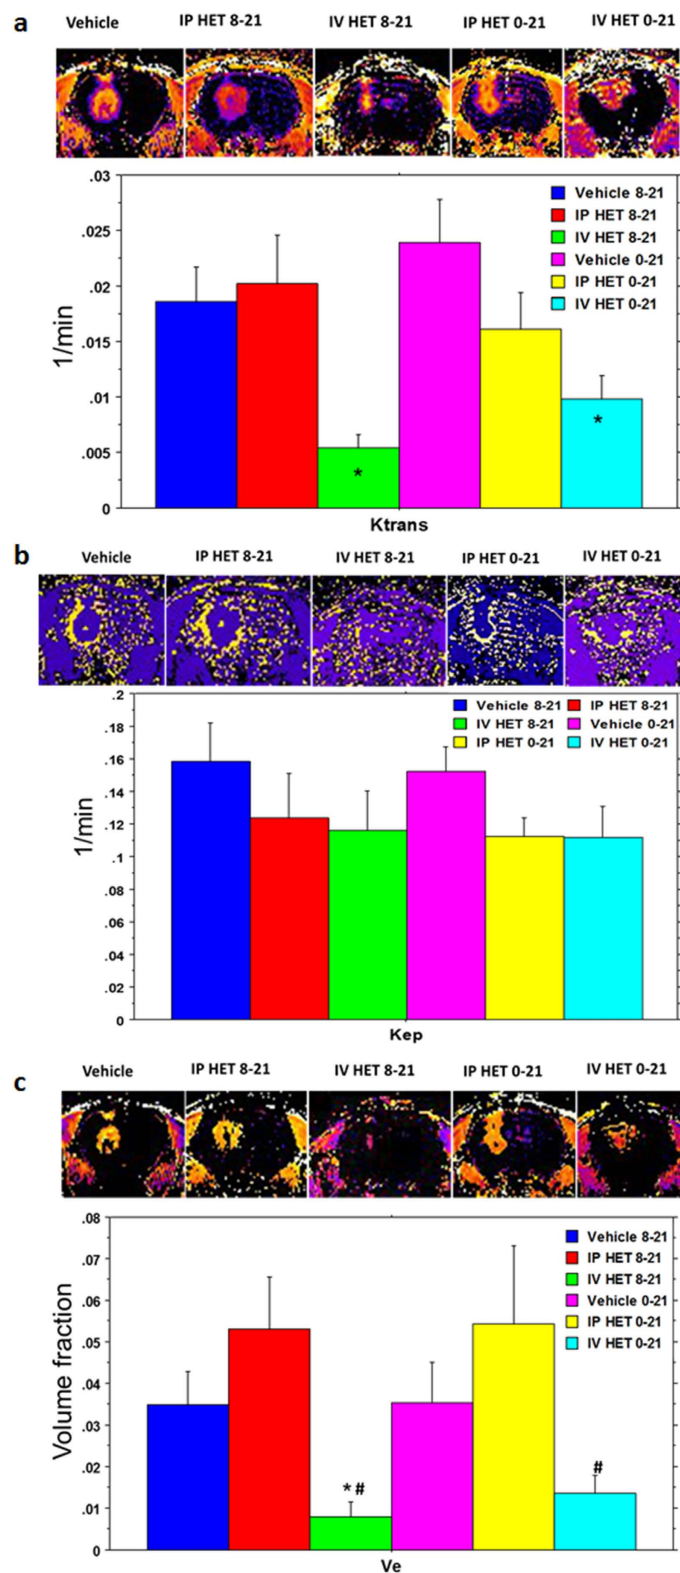 a
Vehicle IP HET 8-21 IV HET 8-21 IP HET 0-21 IV HET 0-21
.03
.025
.02
.015
.01
.005
0
1/min
Vehicle 8-21
IP HET 8-21
IV HET 8-21
Vehicle 0-21
IP HET 0-21
IV HET 0-21
*
*
Ktrans
b
Vehicle IP HET 8-21 IV HET 8-21 IP HET 0-21 IV HET 0-21
.2
.18
.16
.14
.12
.1
.08
.06
.04
.02
0
1/min
Vehicle 8-21 IP HET 8-21
IV HET 8-21 Vehicle 0-21
IP HET 0-21 IV HET 0-21
Kep
c
Vehicle IP HET 8-21 IV HET 8-21 IP HET 0-21 IV HET 0-21
.08
.07
.06
.05
.04
.03
.02
.01
0
Volume fraction
Vehicle 8-21
IP HET 8-21
IV HET 8-21
Vehicle 0-21
IP HET 0-21
IV HET 0-21
* #
#
Ve